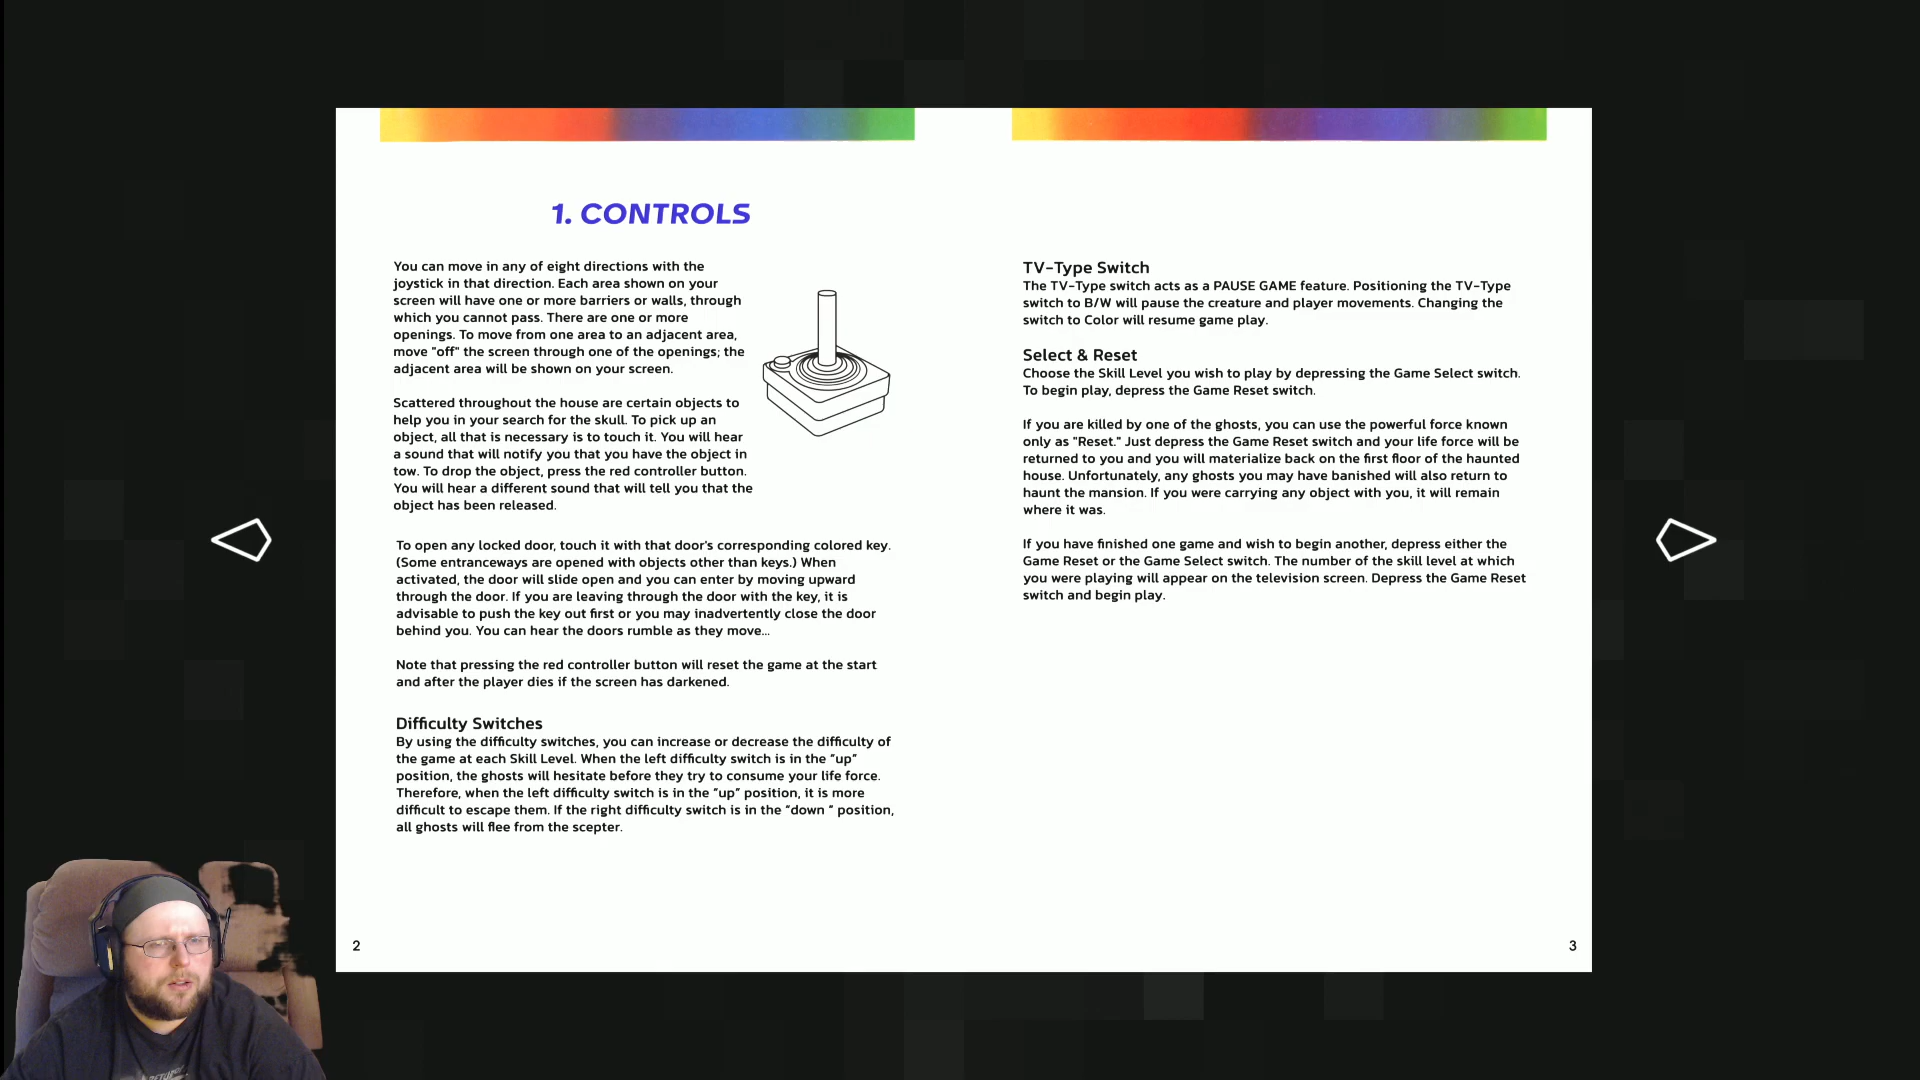 1. CONTROLS
You can move in any of eight directions with the
joystick in that direction. Each area shown on your
screen will have one or more barriers or walls, through
which you cannot pass. There are one or more
openings. To move from one area to an adjacent area,
move "off" the screen through one of the openings; the
adjacent area will be shown on your screen.
Scattered throughout the house are certain objects to
help you in your search for the skull. To pick up an
object, all that is necessary is to touch it. You will hear
a sound that will notify you that you have the object in
tow. To drop the object, press the red controller button.
You will hear a different sound that will tell you that the
object has been released.
To open any locked door, touch it with that door's corresponding colored key.
(Some entranceways are opened with objects other than keys.) When
activated, the door will slide open and you can enter by moving upward
through the door. If you are leaving through the door with the key, it is
advisable to push the key out first or you may inadvertently close the door
behind you. You can hear the doors rumble as they move...
Note that pressing the red controller button will reset the game at the start
and after the player dies if the screen has darkened.
Difficulty Switches
By using the difficulty switches, you can increase or decrease the difficulty of
the game at each Skill Level. When the left difficulty switch is in the “up”
position, the ghosts will hesitate before they try to consume your life force.
Therefore, when the left difficulty switch is in the “up” position, it is more
difficult to escape them. If the right difficulty switch is in the “down “ position,
all ghosts will flee from the scepter.
2
TV-Type Switch
The TV-Type switch acts as a PAUSE GAME feature. Positioning the TV-Type
switch to B/W will pause the creature and player movements. Changing the
switch to Color will resume game play.
Select & Reset
Choose the Skill Level you wish to play by depressing the Game Select switch.
To begin play, depress the Game Reset switch.
If you are killed by one of the ghosts, you can use the powerful force known
only as "Reset." Just depress the Game Reset switch and your life force will be
returned to you and you will materialize back on the first floor of the haunted
house. Unfortunately, any ghosts you may have banished will also return to
haunt the mansion. If you were carrying any object with you, it will remain
where it was.
If you have finished one game and wish to begin another, depress either the
Game Reset or the Game Select switch. The number of the skill level at which
you were playing will appear on the television screen. Depress the Game Reset
switch and begin play.
3